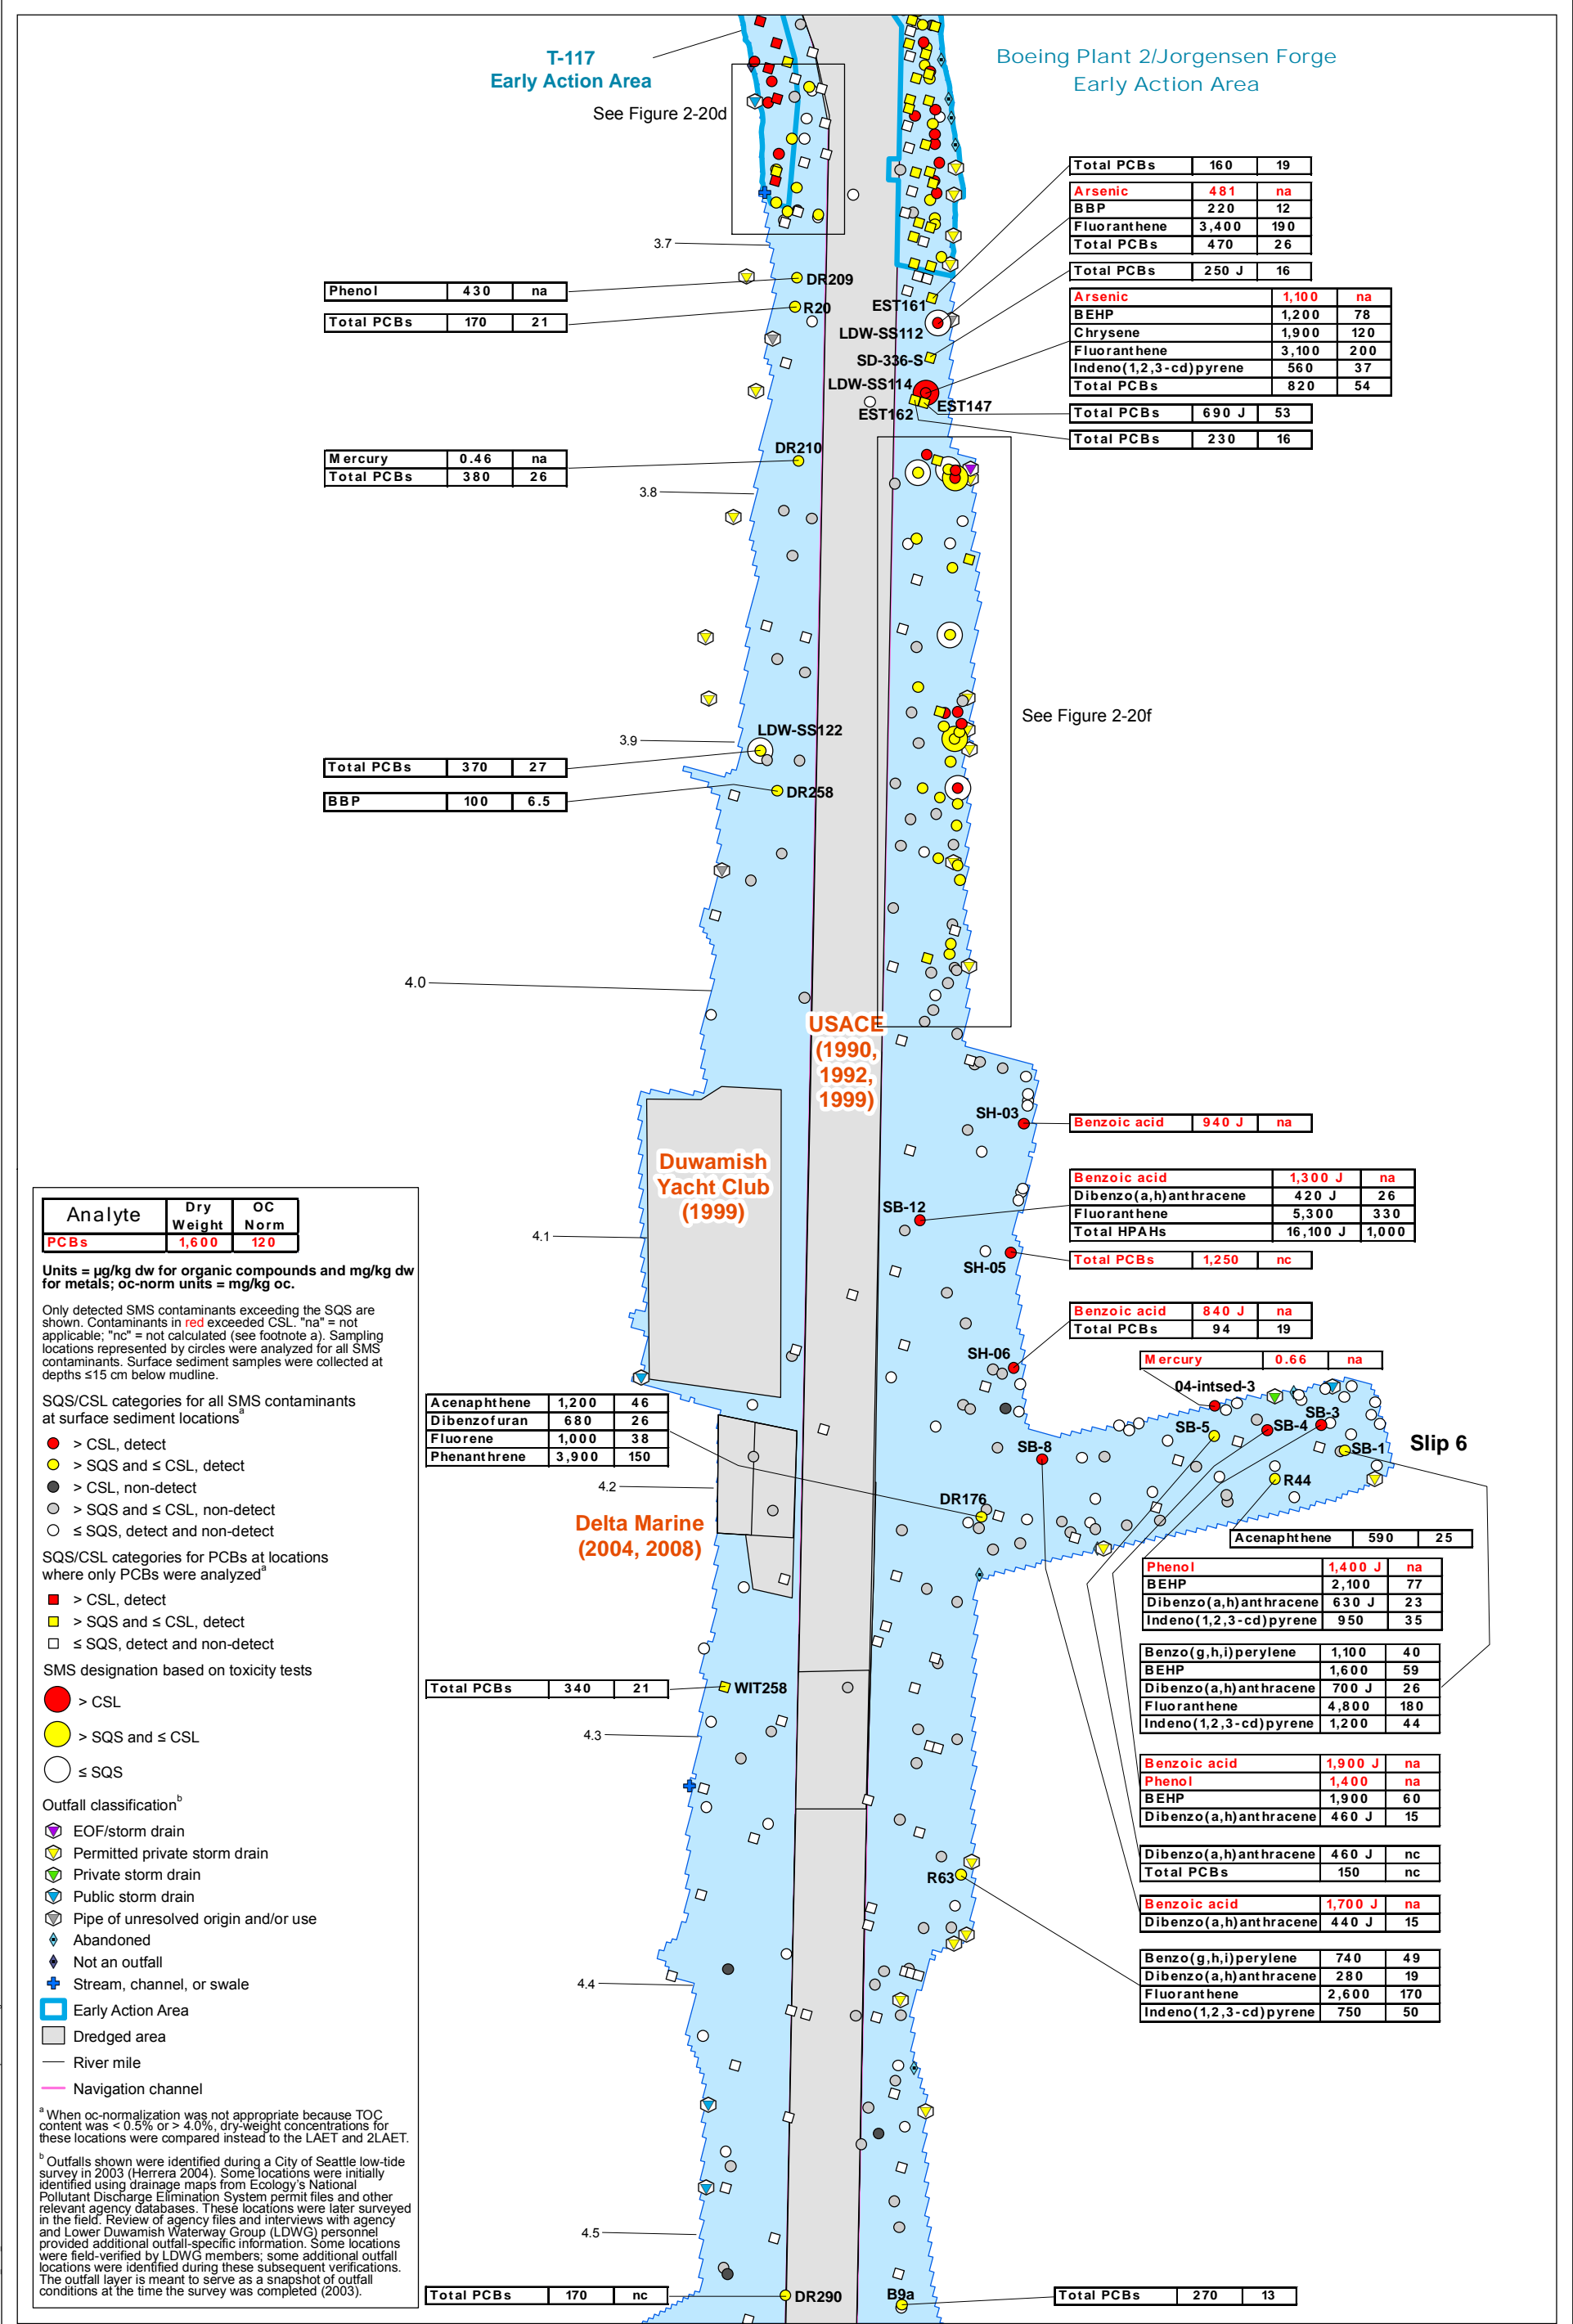 T-117
Early Action Area
See Figure 2-20d
Boeing Plant 2/Jorgensen Forge
Early Action Area
Total PCBs 160 19
Arsenic 481 na
BBP 220 12
Fluoranthene 3,400 190
Total PCBs 470 26
Total PCBs 250 J 16
Arsenic 1,100 na
BEHP 1,200 78
Chrysene 1,900 120
Fluoranthene 3,100 200
Indeno(1,2,3-cd)pyrene 560 37
Total PCBs 820 54
Total PCBs 690 J 53
Total PCBs 230 16
3.7
Phenol 430 na
DR209
Total PCBs 170 21
R20
EST161
LDW-SS112
SD-336-S
LDW-SS114
EST162
EST147
Mercury 0.46 na
Total PCBs 380 26
DR210
3.8
See Figure 2-20f
LDW-SS122
3.9
Total PCBs 370 27
BBP 100 6.5
DR258
4.0
USACE
(1990,
1992,
1999)
SH-03
Benzoic acid 940 J na
Duwamish
Yacht Club
(1999)
4.1
SB-12
Benzoic acid 1,300 J na
Dibenzo(a,h)anthracene 420 J 26
Fluoranthene 5,300 330
Total HPAHs 16,100 J 1,000
SH-05
Total PCBs 1,250 nc
SH-06
Benzoic acid 840 J na
Total PCBs 94 19
Mercury 0.66 na
04-intsed-3
SB-5
SB-4
SB-3
SB-1
Slip 6
SB-8
R44
Acenaphthene 1,200 46
Dibenzofuran 680 26
Fluorene 1,000 38
Phenanthrene 3,900 150
4.2
DR176
Delta Marine
(2004, 2008)
Acenaphthene 590 25
Phenol 1,400 J na
BEHP 2,100 77
Dibenzo(a,h)anthracene 630 J 23
Indeno(1,2,3-cd)pyrene 950 35
Benzo(g,h,i)perylene 1,100 40
BEHP 1,600 59
Dibenzo(a,h)anthracene 700 J 26
Fluoranthene 4,800 180
Indeno(1,2,3-cd)pyrene 1,200 44
Total PCBs 340 21
WIT258
4.3
Benzoic acid 1,900 J na
Phenol 1,400 na
BEHP 1,900 60
Dibenzo(a,h)anthracene 460 J 15
Dibenzo(a,h)anthracene 460 J nc
Total PCBs 150 nc
R63
Benzoic acid 1,700 J na
Dibenzo(a,h)anthracene 440 J 15
Benzo(g,h,i)perylene 740 49
Dibenzo(a,h)anthracene 280 19
Fluoranthene 2,600 170
Indeno(1,2,3-cd)pyrene 750 50
4.4
4.5
Total PCBs 170 nc
DR290
B9a
Total PCBs 270 13
Analyte Dry Weight OC Norm
PCBs 1,600 120
Units = µg/kg dw for organic compounds and mg/kg dw
for metals; oc-norm units = mg/kg oc.
Only detected SMS contaminants exceeding the SQS are
shown. Contaminants in red exceeded CSL. "na" = not
applicable; "nc" = not calculated (see footnote a). Sampling
locations represented by circles were analyzed for all SMS
contaminants. Surface sediment samples were collected at
depths ≤15 cm below mudline.
SQS/CSL categories for all SMS contaminants
at surface sediment locations a
> CSL, detect
> SQS and ≤ CSL, detect
> CSL, non-detect
> SQS and ≤ CSL, non-detect
≤ SQS, detect and non-detect
SQS/CSL categories for PCBs at locations
where only PCBs were analyzed a
> CSL, detect
> SQS and ≤ CSL, detect
≤ SQS, detect and non-detect
SMS designation based on toxicity tests
> CSL
> SQS and ≤ CSL
≤ SQS
Outfall classification b
EOF/storm drain
Permitted private storm drain
Private storm drain
Public storm drain
Pipe of unresolved origin and/or use
Abandoned
Not an outfall
Stream, channel, or swale
Early Action Area
Dredged area
River mile
Navigation channel
a When oc-normalization was not appropriate because TOC
content was < 0.5% or > 4.0%, dry-weight concentrations for
these locations were compared instead to the LAET and 2LAET.
b Outfalls shown were identified during a City of Seattle low-tide
survey in 2003 (Herrera 2004). Some locations were initially
identified using drainage maps from Ecology's National
Pollutant Discharge Elimination System permit files and other
relevant agency databases. These locations were later surveyed
in the field. Review of agency files and interviews with agency
and Lower Duwamish Waterway Group (LDWG) personnel
provided additional outfall-specific information. Some locations
were field-verified by LDWG members; some additional outfall
locations were identified during these subsequent verifications.
The outfall layer is meant to serve as a snapshot of outfall
conditions at the time the survey was completed (2003).